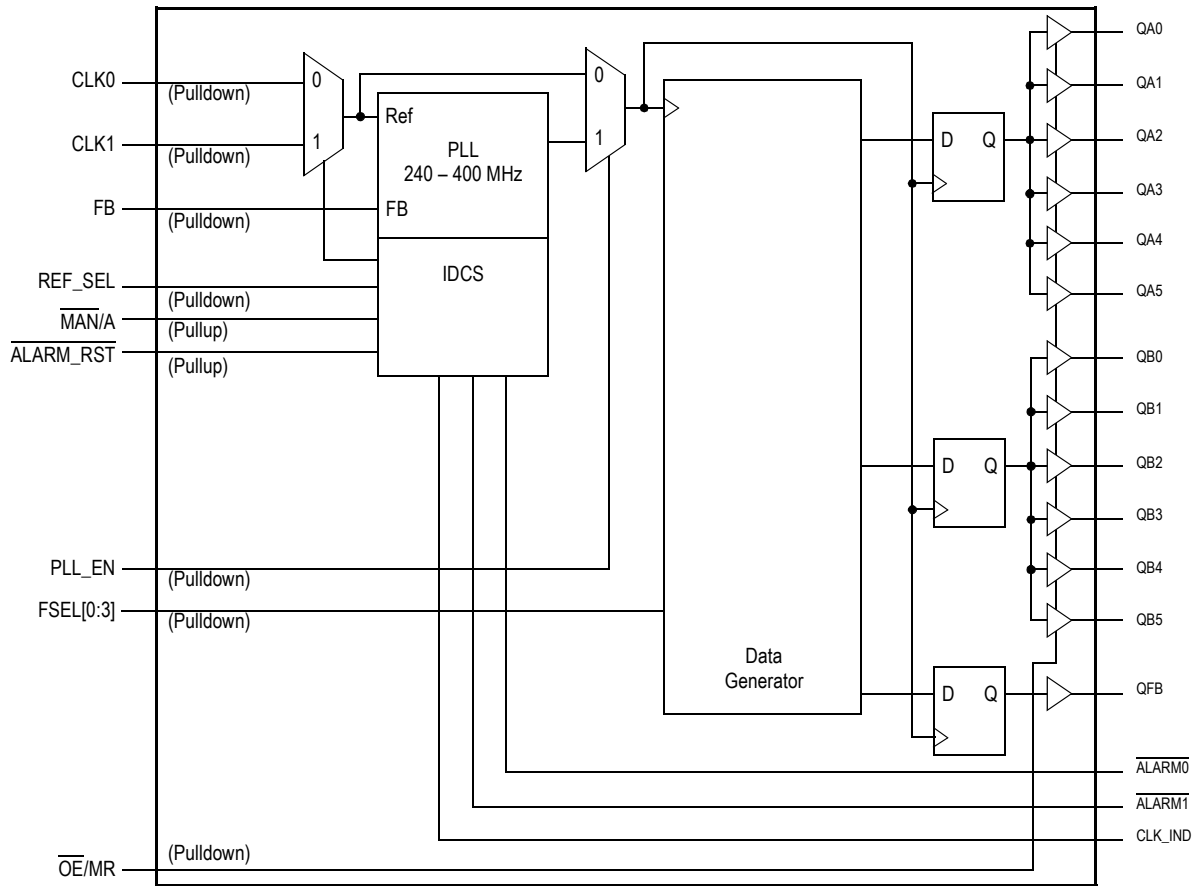 CLK0
(Pulldown)
CLK1
(Pulldown)
FB
(Pulldown)
REF_SEL
(Pulldown)
MAN/A
(Pullup)
ALARM_RST
(Pullup)
PLL_EN
(Pulldown)
FSEL[0:3]
(Pulldown)
OE/MR
(Pulldown)
0
1
Ref
PLL
240 – 400 MHz
FB
IDCS
0
1
Data
Generator
D Q
D Q
D Q
QA0
QA1
QA2
QA3
QA4
QA5
QB0
QB1
QB2
QB3
QB4
QB5
QFB
ALARM0
ALARM1
CLK_IND